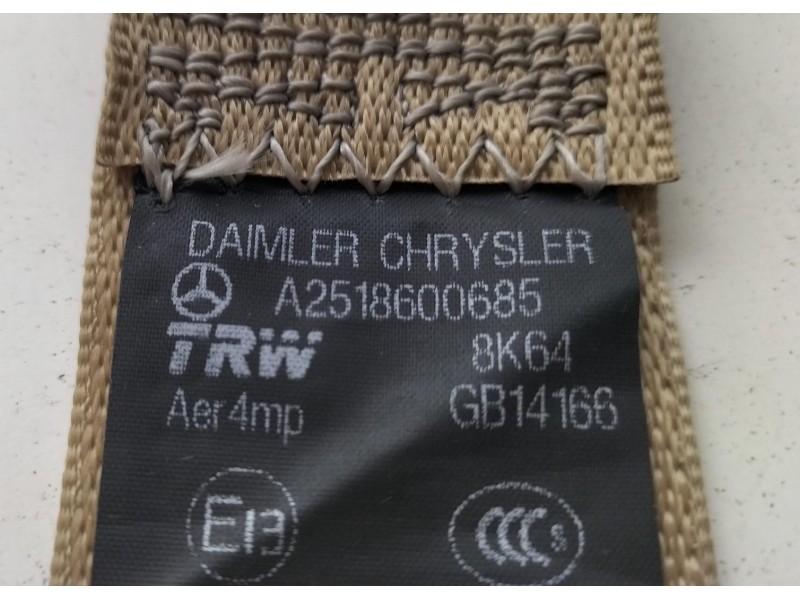 DAIMLER CHRYSLER
A2518600685
TRW 8K64
Aer4mp GB14166
E13 CCC S